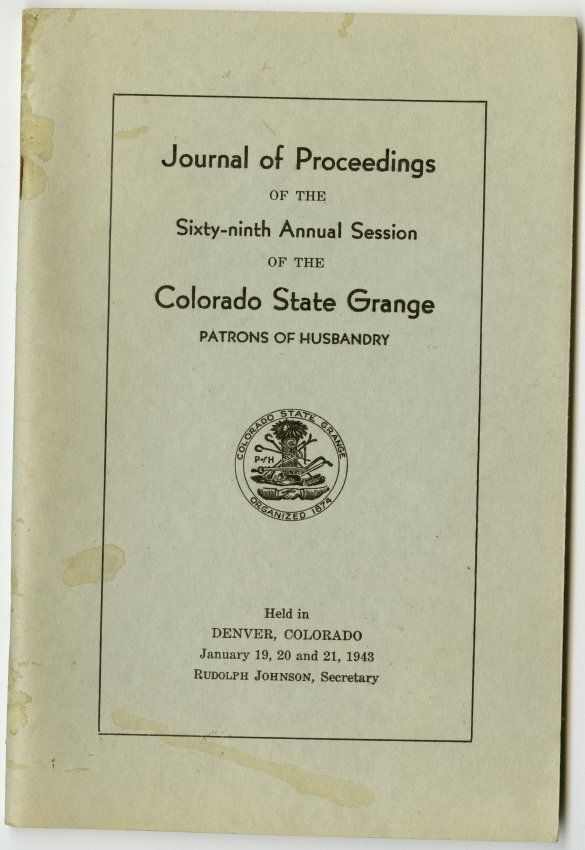 Journal of Proceedings
OF THE
Sixty-ninth Annual Session
OF THE
Colorado State Grange
PATRONS OF HUSBANDRY
COLORADO STATE GRANGE
P of H
ORGANIZED 1874
Held in
DENVER, COLORADO
January 19, 20 and 21, 1943
RUDOLPH JOHNSON, Secretary